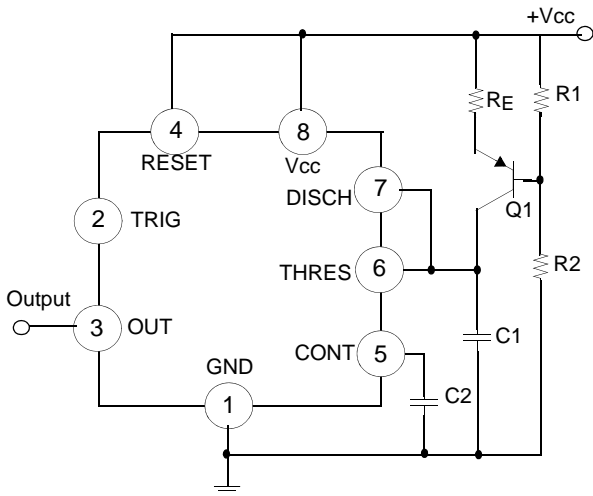 +Vcc
RE
R1
4
RESET
8
Vcc
7
DISCH
Q1
2
TRIG
6
THRES
R2
Output
3
OUT
C1
5
CONT
GND
1
C2